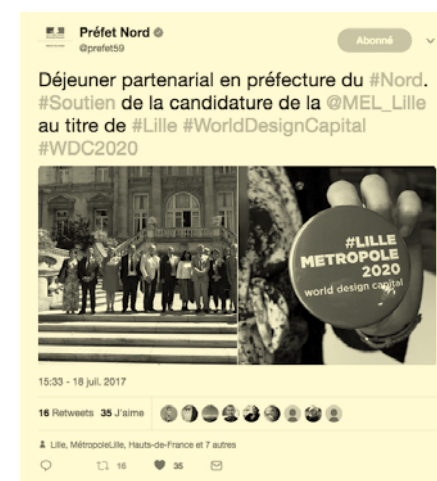 Préfet Nord
@prefet59
Abonné
Déjeuner partenarial en préfecture du #Nord.
#Soutien de la candidature de la @MEL_Lille
au titre de #Lille #WorldDesignCapital
#WDC2020
#LILLE
METROPOLE
2020
world design capital
15:33 - 18 juil. 2017
16 Retweets 35 J'aime
Lille, MétropoleLille, Hauts-de-France et 7 autres
16 35